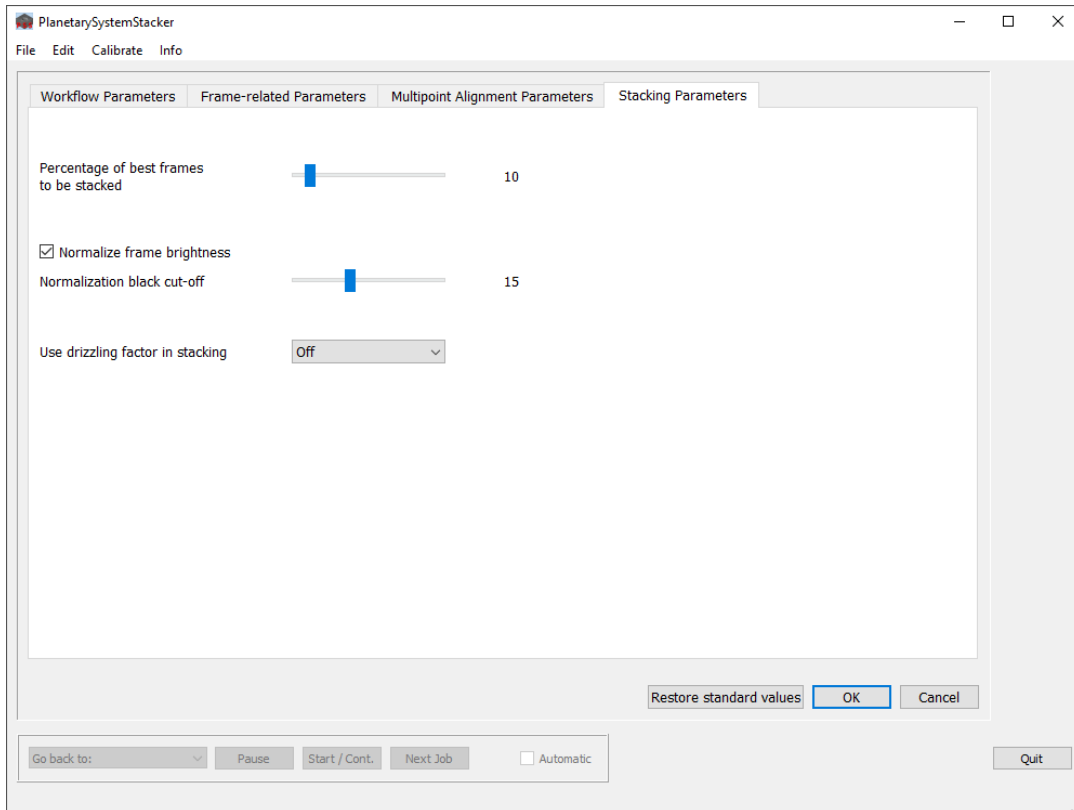 PlanetarySystemStacker
File Edit Calibrate Info
Workflow Parameters Frame-related Parameters Multipoint Alignment Parameters Stacking Parameters
Percentage of best frames
to be stacked
10
Normalize frame brightness
Normalization black cut-off
15
Use drizzling factor in stacking
Off
Restore standard values OK Cancel
Go back to: Pause Start / Cont. Next Job Automatic Quit